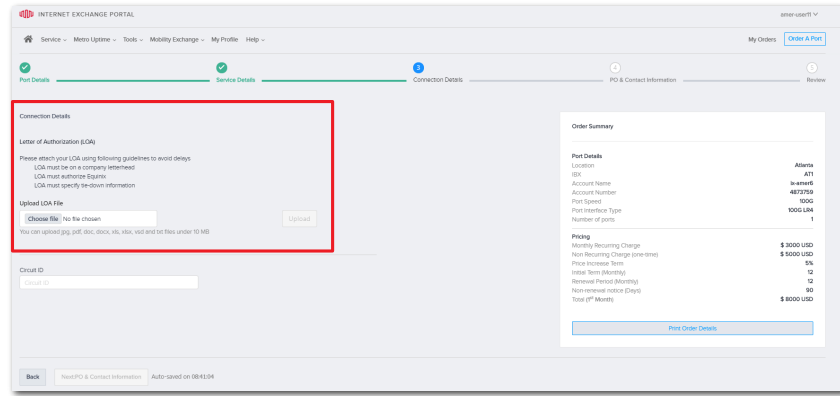 INTERNET EXCHANGE PORTAL
amer-user11
Service Metro Uptime Tools Mobility Exchange My Profile Help
My Orders Order A Port
3 4 5
Port Details Service Details Connection Details PO & Contact Information Review
Connection Details
Letter of Authorization (LOA)
Please attach your LOA using following guidelines to avoid delays
LOA must be on a company letterhead
LOA must authorize Equinix
LOA must specify tie-down information
Upload LOA File
Choose file No file chosen Upload
You can upload jpg, pdf, doc, docx, xls, xlsx, vsd and txt files under 10 MB
Circuit ID
Circuit ID
Order Summary
Port Details
Location Atlanta
IBX AT1
Account Name ix-amer6
Account Number 4873759
Port Speed 100G
Port Interface Type 100G LR4
Number of ports 1
Pricing
Monthly Recurring Charge $ 3000 USD
Non Recurring Charge (one-time) $ 5000 USD
Price Increase Term 5%
Initial Term (Monthly) 12
Renewal Period (Monthly) 12
Non-renewal notice (Days) 90
Total (1st Month) $ 8000 USD
Print Order Details
Back Next:PO & Contact Information Auto-saved on 08:41:04